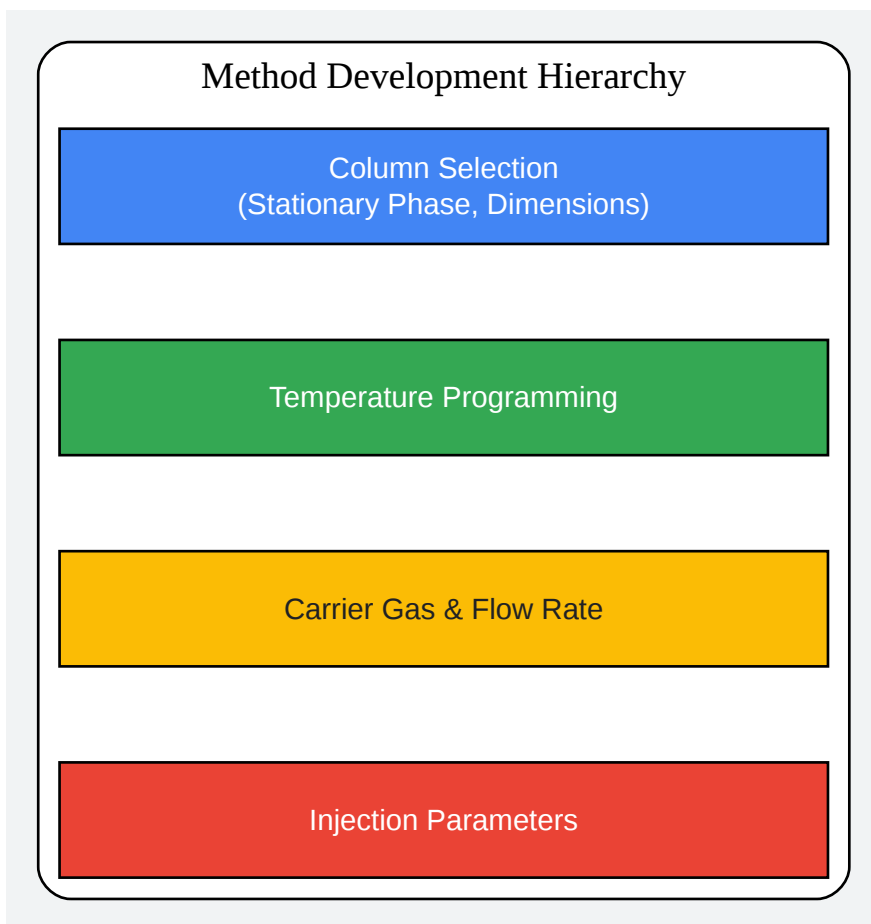 Method Development Hierarchy
Column Selection
(Stationary Phase, Dimensions)
Temperature Programming
Carrier Gas & Flow Rate
Injection Parameters